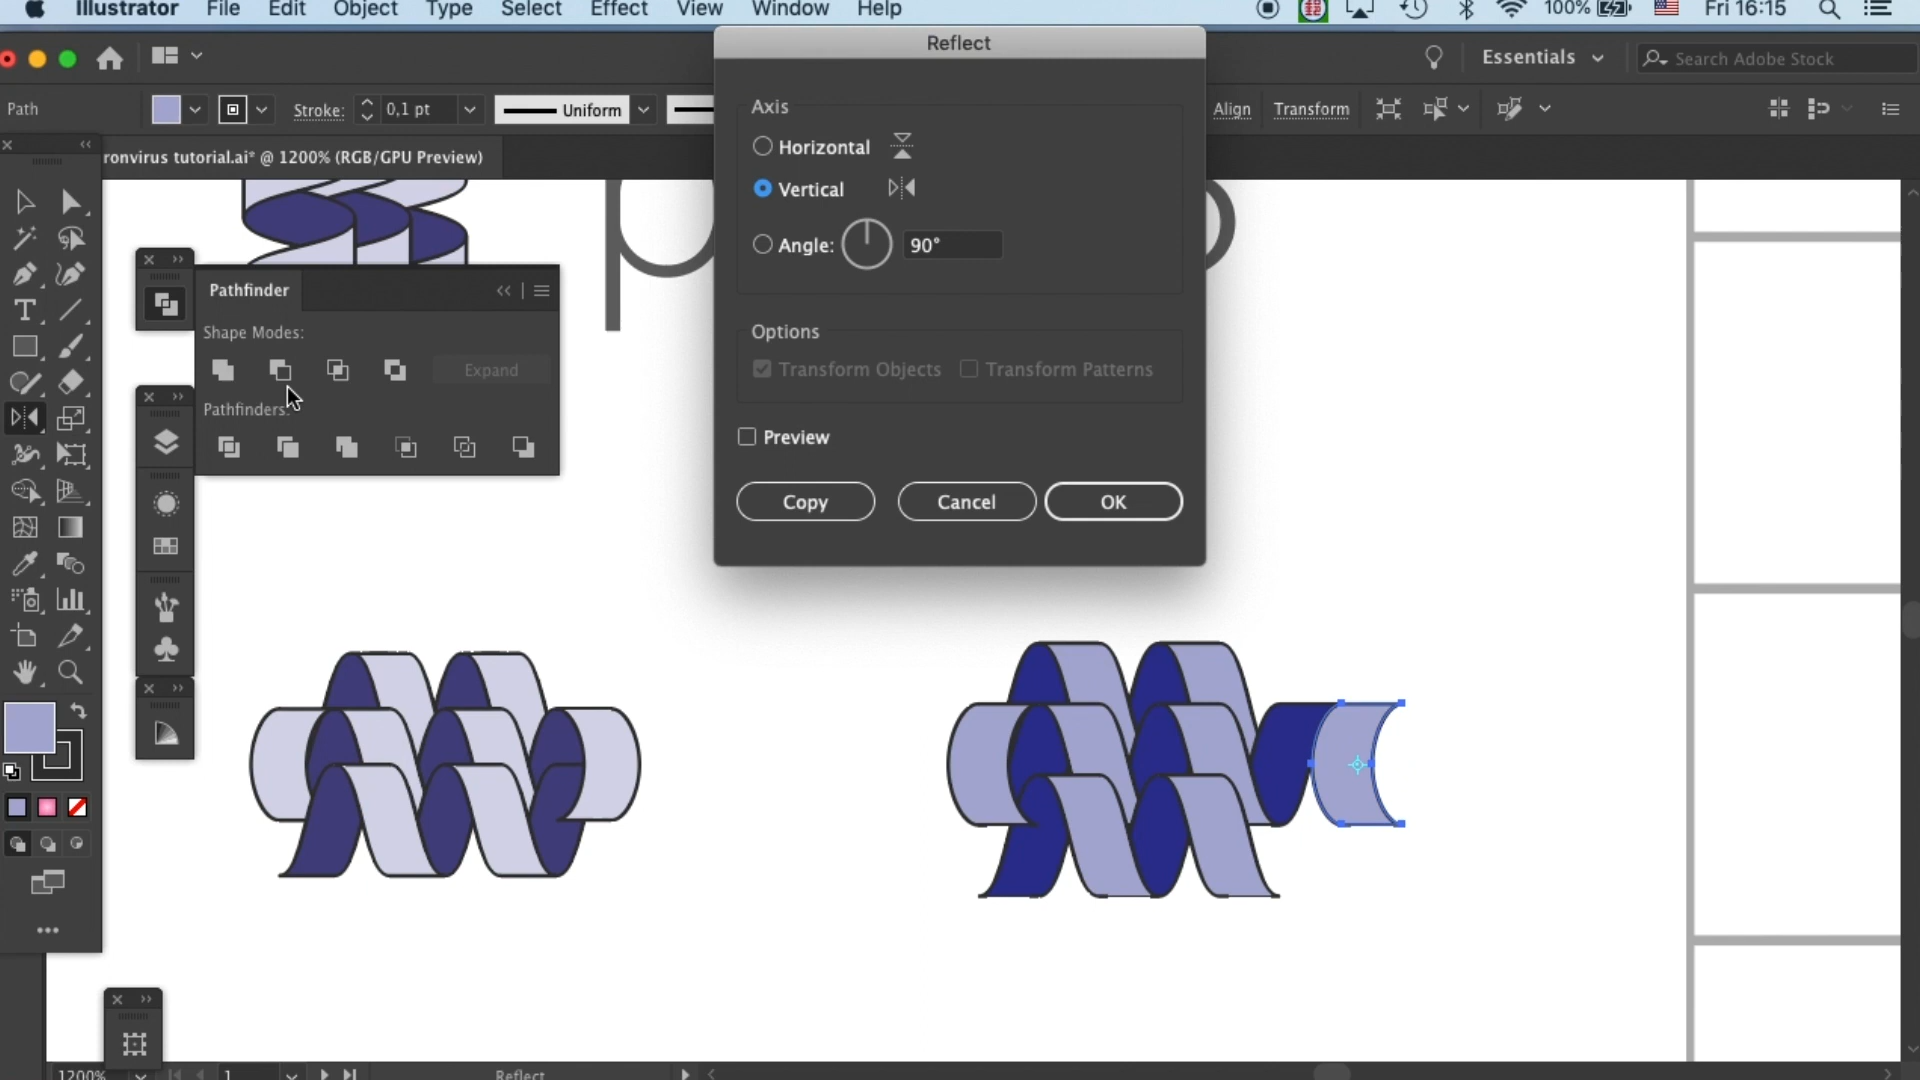 Illustrator File Edit Object Type Select Effect View Window Help 100% Fri 16:15
Reflect
Essentials Search Adobe Stock
Path Stroke: 0,1 pt Uniform Align Transform
Axis
ronvirus tutorial.ai* @ 1200% (RGB/GPU Preview)
Horizontal
Vertical
Angle: 90°
Pathfinder
Shape Modes:
Options
Expand
Transform Objects Transform Patterns
Pathfinders:
Preview
Copy Cancel OK
1200% 1 Reflect